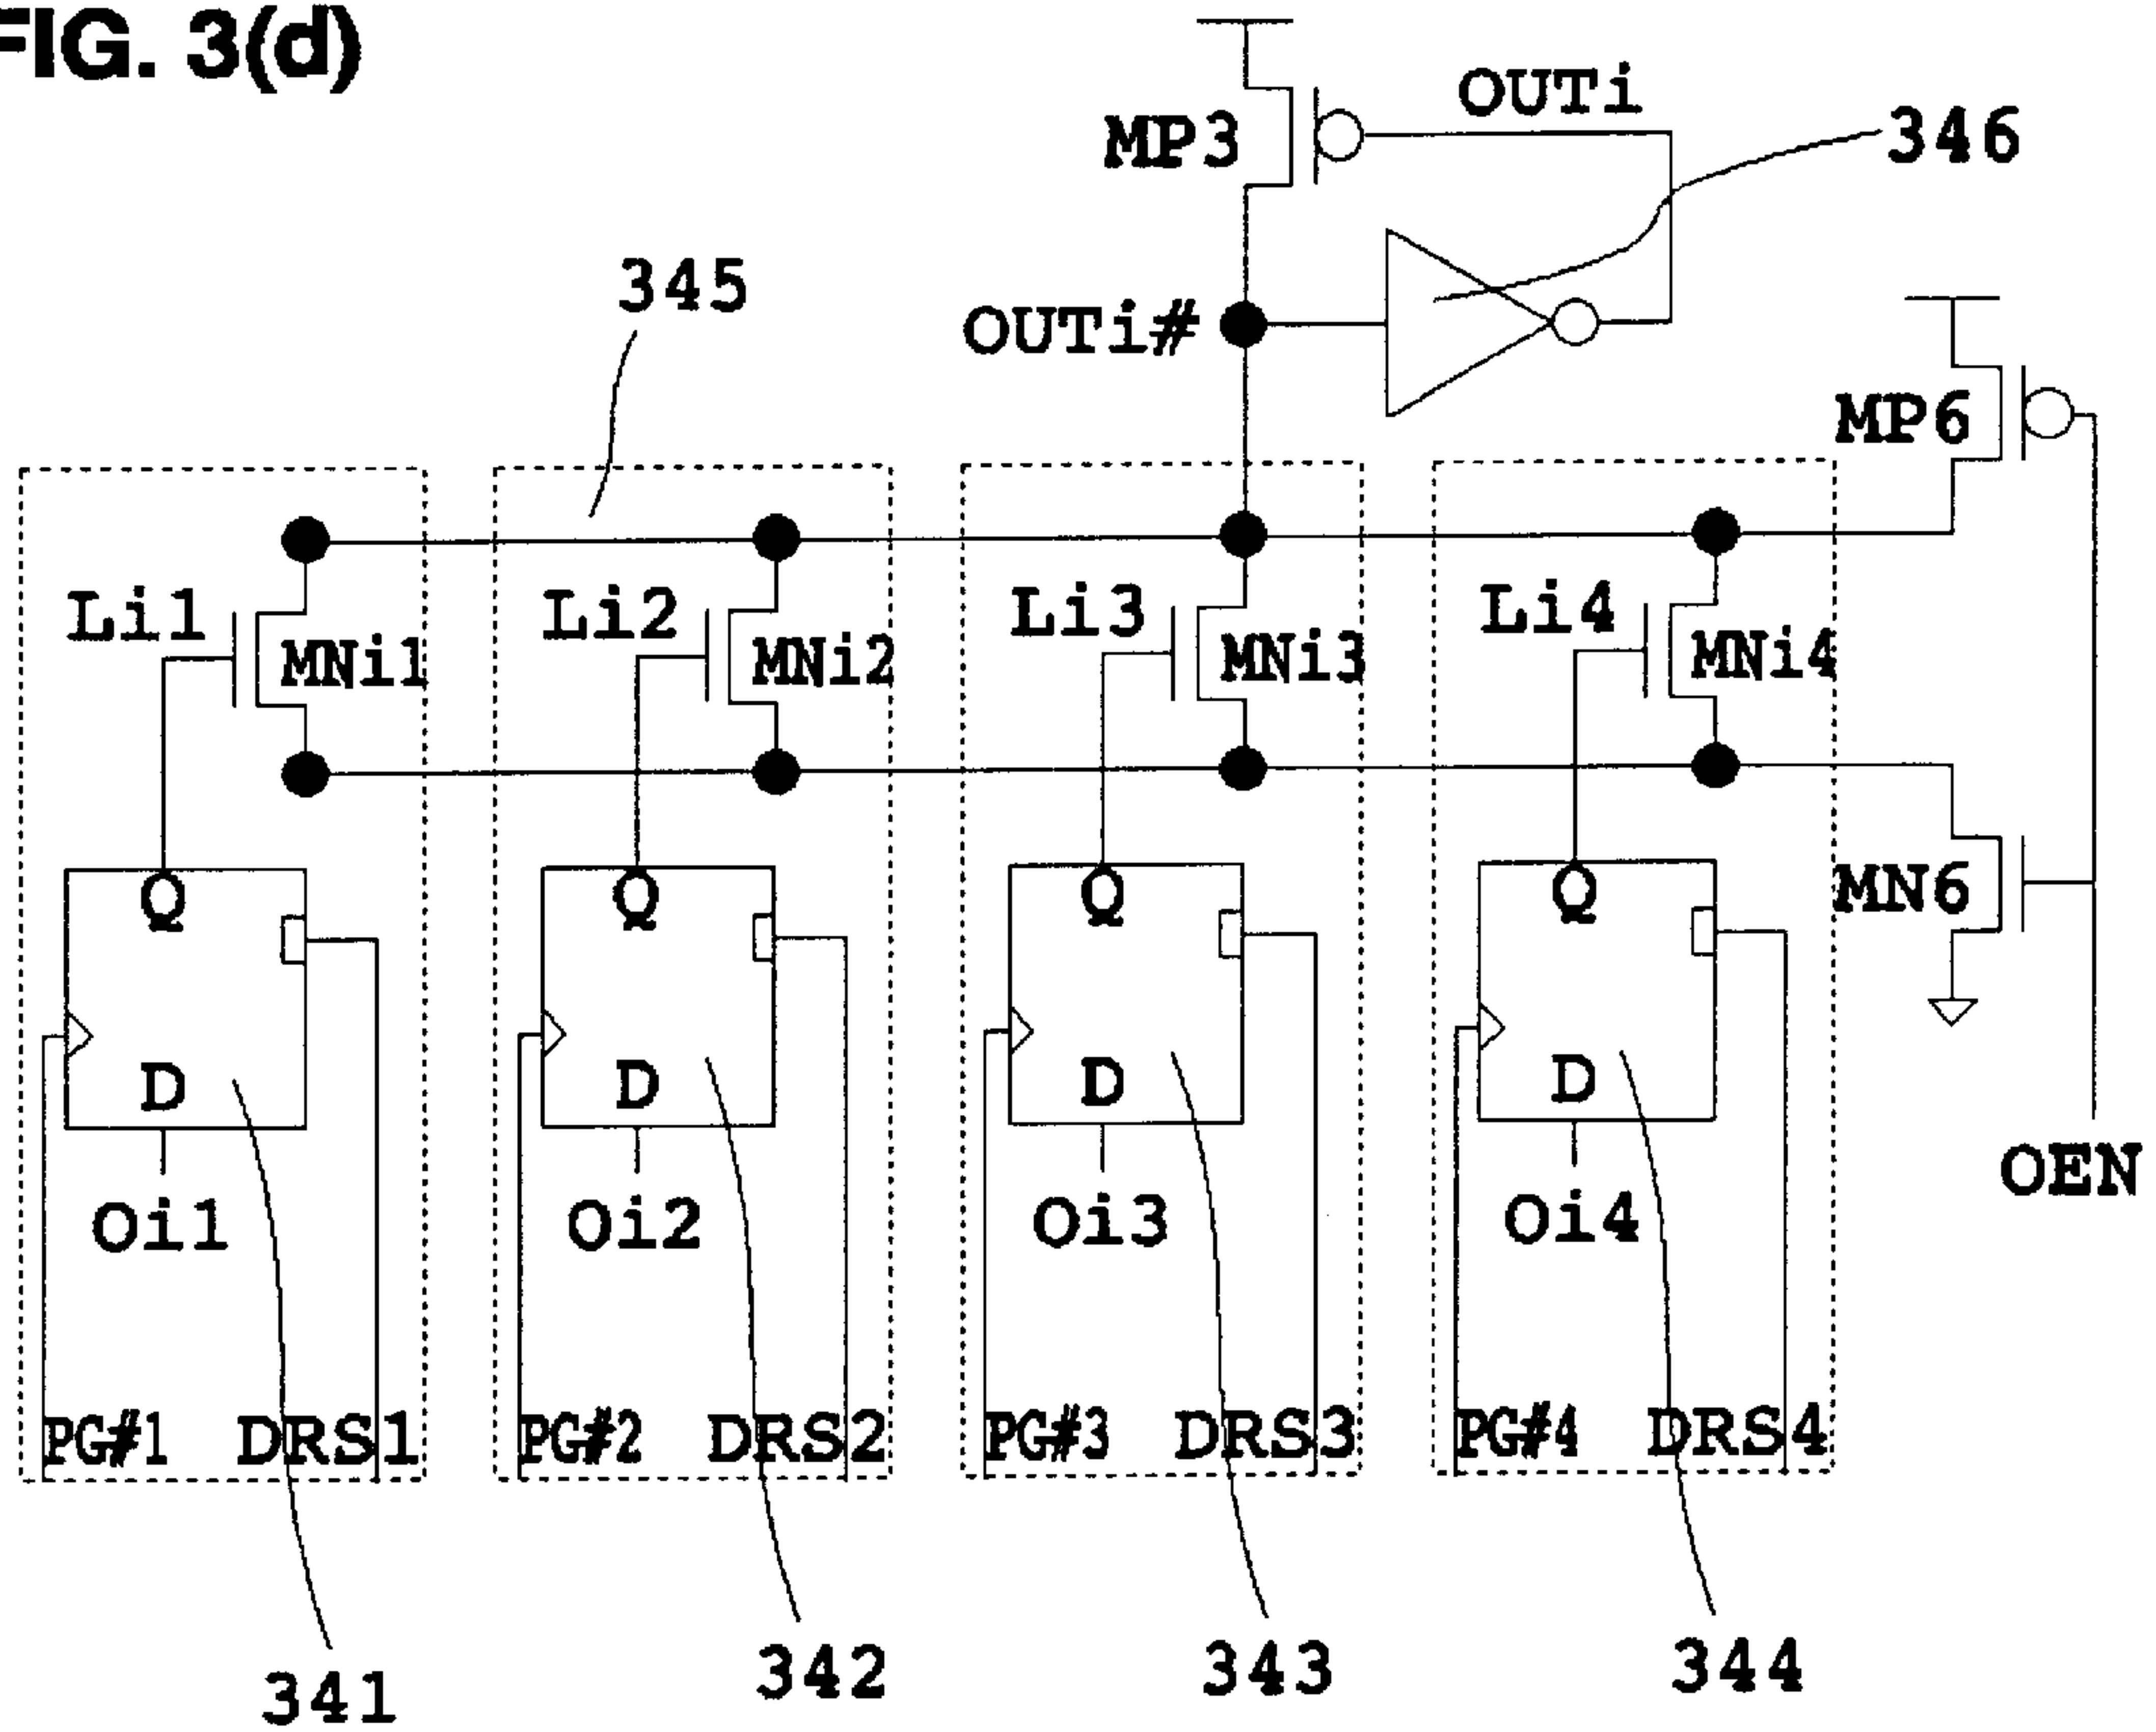 FIG. 3(d)
MP3
OUTi
346
345
OUTi#
MP6
Li1
MNi1
Li2
MNi2
Li3
MNi3
Li4
MNi4
Q
Q
Q
Q
MN6
D
D
D
D
OEN
Oi1
Oi2
Oi3
Oi4
PG#1
DRS1
PG#2
DRS2
PG#3
DRS3
PG#4
DRS4
341
342
343
344